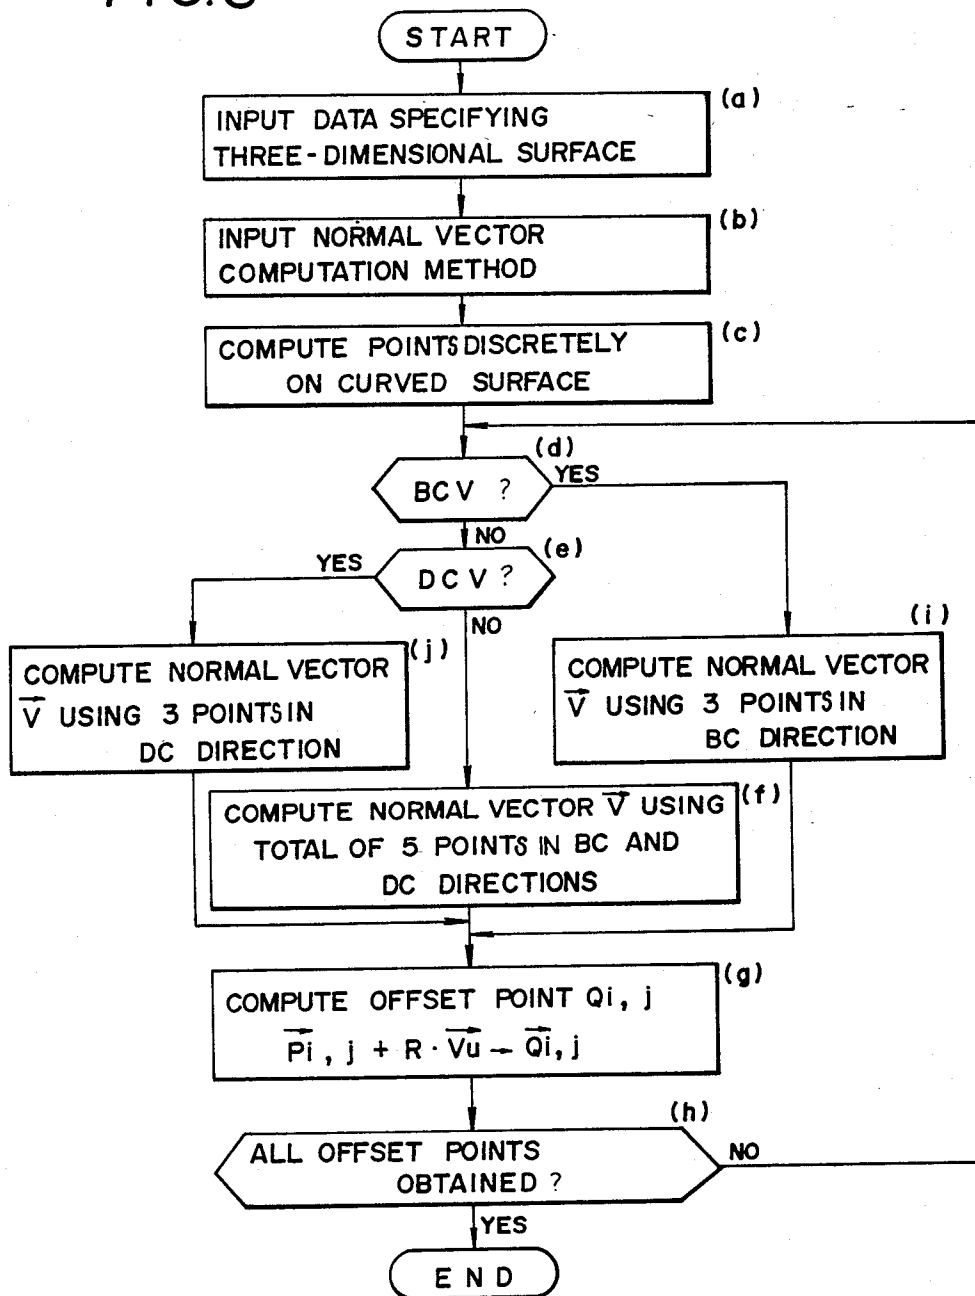 START
(a)
INPUT DATA SPECIFYING
THREE-DIMENSIONAL SURFACE
(b)
INPUT NORMAL VECTOR
COMPUTATION METHOD
(c)
COMPUTE POINTS DISCRETELY
ON CURVED SURFACE
(d)
BCV ?
YES
NO
(e)
YES
DCV ?
NO
(j)
COMPUTE NORMAL VECTOR
V USING 3 POINTS IN
DC DIRECTION
(i)
COMPUTE NORMAL VECTOR
V USING 3 POINTS IN
BC DIRECTION
(f)
COMPUTE NORMAL VECTOR V USING
TOTAL OF 5 POINTS IN BC AND
DC DIRECTIONS
(g)
COMPUTE OFFSET POINT Qi, j
Pi, j + R · Vu → Qi, j
(h)
ALL OFFSET POINTS
OBTAINED ?
NO
YES
END